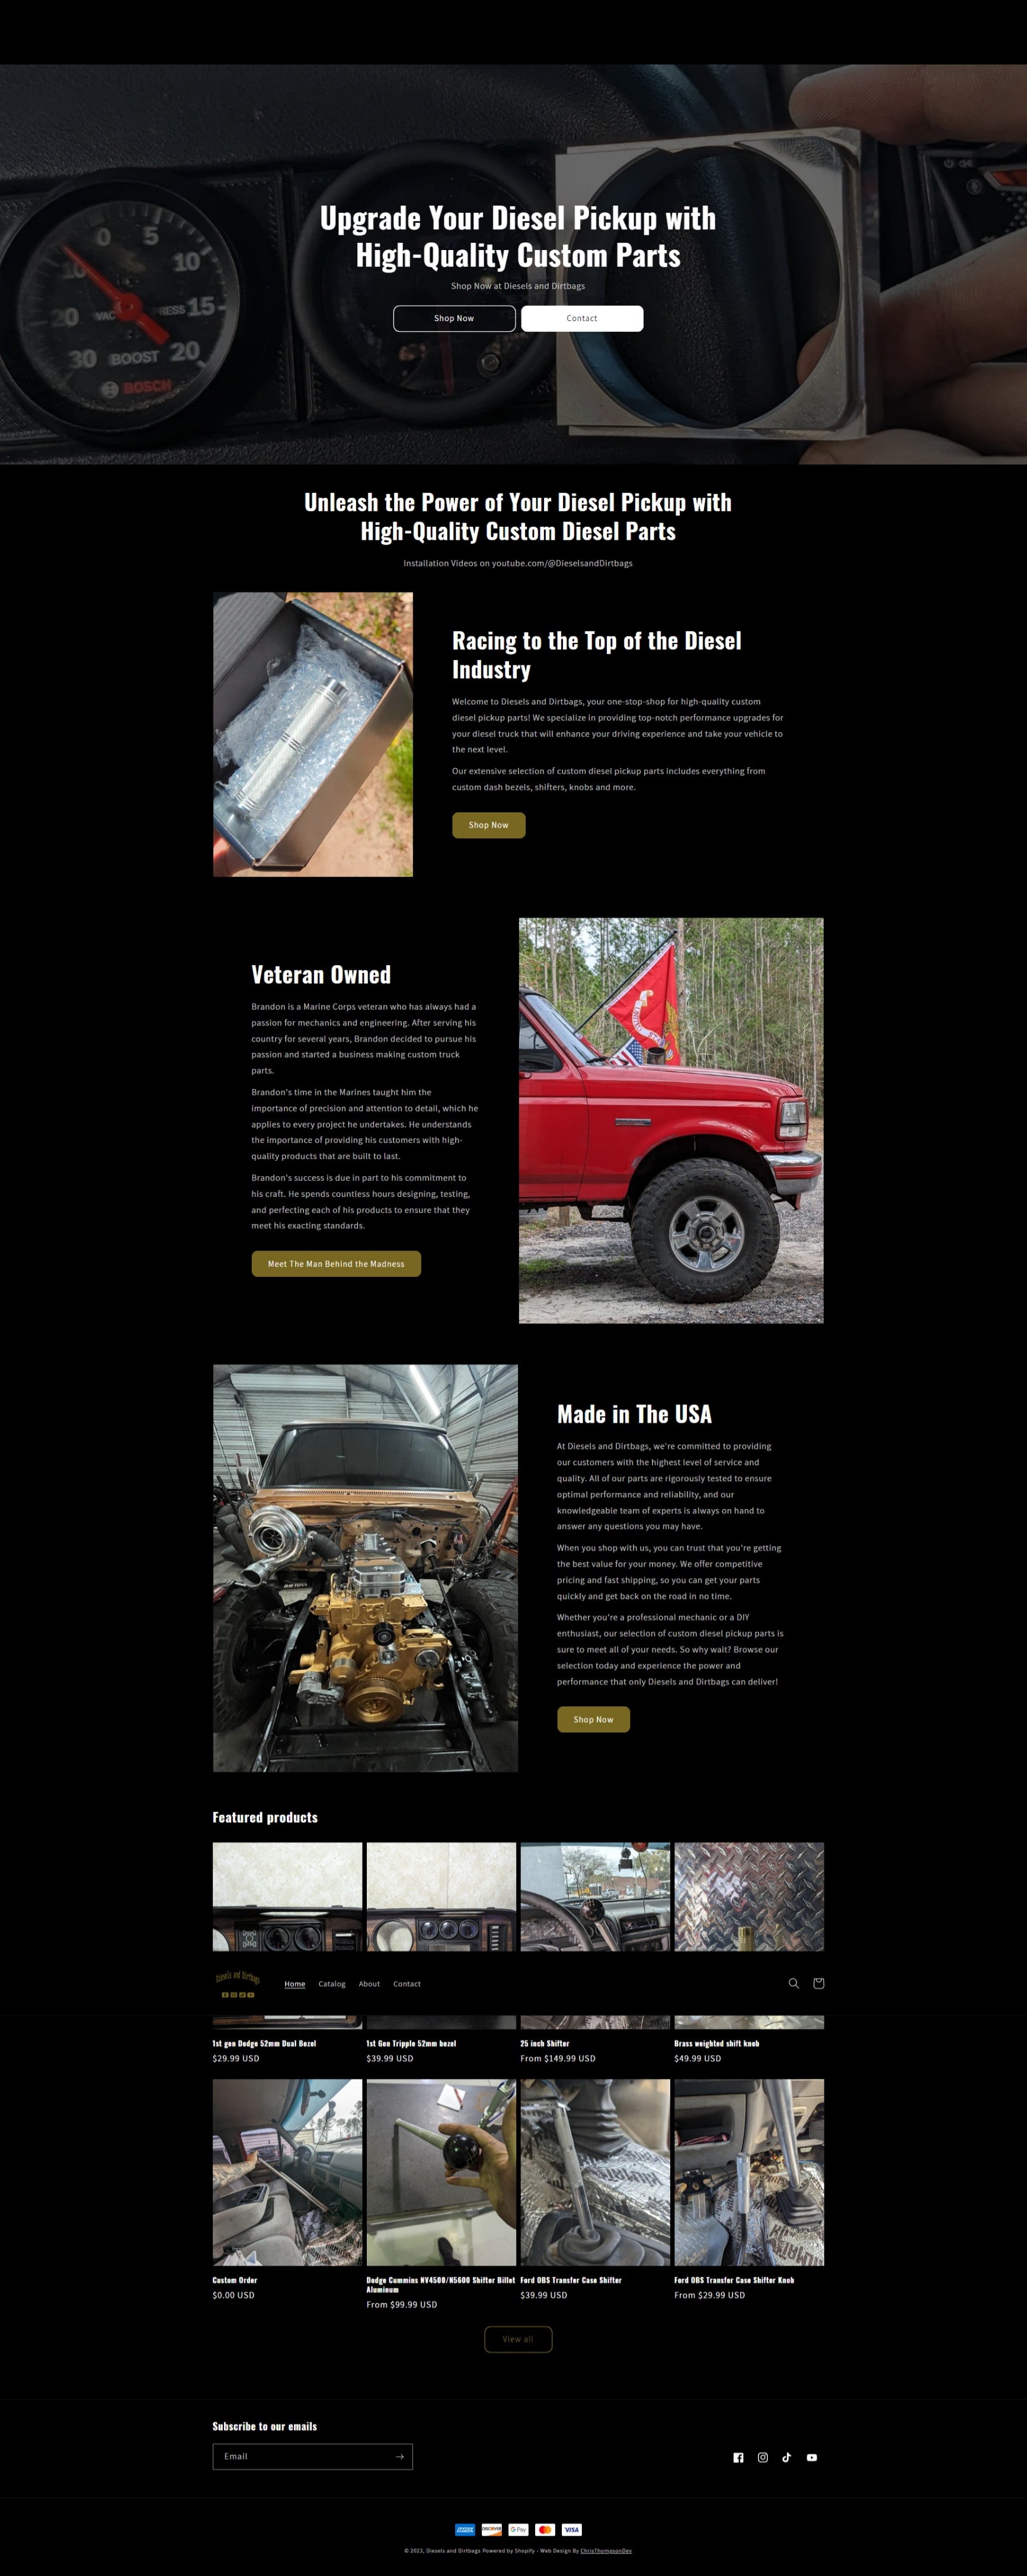 0 5
10 10
VAC PRESS 15
30 BOOST 20
BOSCH
Upgrade Your Diesel Pickup with
High-Quality Custom Parts
Shop Now at Diesels and Dirtbags
Shop Now
Contact
Unleash the Power of Your Diesel Pickup with
High-Quality Custom Diesel Parts
Installation Videos on youtube.com/@DieselsandDirtbags
Racing to the Top of the Diesel
Industry
Welcome to Diesels and Dirtbags, your one-stop-shop for high-quality custom
diesel pickup parts! We specialize in providing top-notch performance upgrades for
your diesel truck that will enhance your driving experience and take your vehicle to
the next level.
Our extensive selection of custom diesel pickup parts includes everything from
custom dash bezels, shifters, knobs and more.
Shop Now
Veteran Owned
Brandon is a Marine Corps veteran who has always had a
passion for mechanics and engineering. After serving his
country for several years, Brandon decided to pursue his
passion and started a business making custom truck
parts.
Brandon's time in the Marines taught him the
importance of precision and attention to detail, which he
applies to every project he undertakes. He understands
the importance of providing his customers with high-
quality products that are built to last.
Brandon's success is due in part to his commitment to
his craft. He spends countless hours designing, testing,
and perfecting each of his products to ensure that they
meet his exacting standards.
Meet The Man Behind the Madness
Made in The USA
At Diesels and Dirtbags, we're committed to providing
our customers with the highest level of service and
quality. All of our parts are rigorously tested to ensure
optimal performance and reliability, and our
knowledgeable team of experts is always on hand to
answer any questions you may have.
When you shop with us, you can trust that you're getting
the best value for your money. We offer competitive
pricing and fast shipping, so you can get your parts
quickly and get back on the road in no time.
Whether you're a professional mechanic or a DIY
enthusiast, our selection of custom diesel pickup parts is
sure to meet all of your needs. So why wait? Browse our
selection today and experience the power and
performance that only Diesels and Dirtbags can deliver!
Shop Now
Featured products
Diesels and Dirtbags
Home
Catalog
About
Contact
1st gen Dodge 52mm Dual Bezel
$29.99 USD
1st Gen Tripple 52mm bezel
$39.99 USD
25 inch Shifter
From $149.99 USD
Brass weighted shift knob
$49.99 USD
Custom Order
$0.00 USD
Dodge Cummins NV4500/N5600 Shifter Billet
Aluminum
From $99.99 USD
Ford OBS Transfer Case Shifter
$39.99 USD
Ford OBS Transfer Case Shifter Knob
From $29.99 USD
View all
Subscribe to our emails
Email
AMERICAN EXPRESS
DISCOVER
G Pay
VISA
© 2023, Diesels and Dirtbags Powered by Shopify - Web Design By ChrisThompsonDev